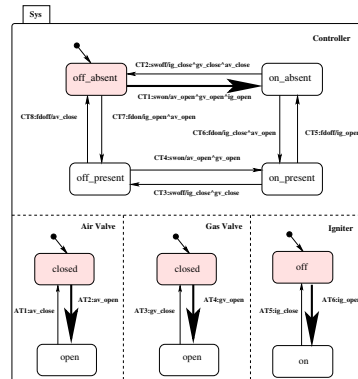 Sys
Controller
CT2:swoff/ig_close^gv_close^av_close
off_absent
on_absent
CT1:swon/av_open^gv_open^ig_open
CT8:fdoff/av_close
CT7:fdon/ig_open^av_open
CT6:fdon/ig_close^av_open
CT5:fdoff/ig_open
CT4:swon/av_open^gv_open
off_present
on_present
CT3:swoff/ig_close^gv_close
Air Valve
Gas Valve
Igniter
closed
closed
off
AT1:av_close
AT2:av_open
AT3:gv_close
AT4:gv_open
AT5:ig_close
AT6:ig_open
open
open
on